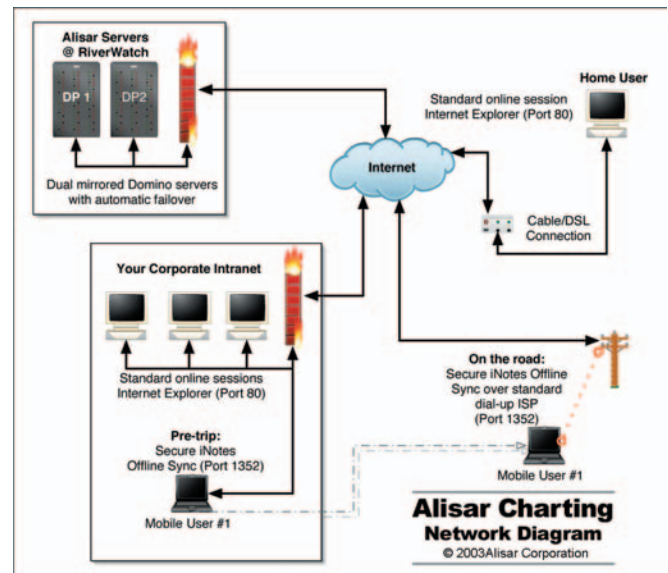 Alisar Servers
@ RiverWatch
DP 1
DP2
Dual mirrored Domino servers
with automatic failover
Internet
Home User
Standard online session
Internet Explorer (Port 80)
Cable/DSL
Connection
Your Corporate Intranet
Standard online sessions
Internet Explorer (Port 80)
Pre-trip:
Secure iNotes
Offline Sync (Port 1352)
Mobile User #1
On the road:
Secure iNotes Offline
Sync over standard
dial-up ISP
(Port 1352)
Mobile User #1
Alisar Charting
Network Diagram
© 2003Alisar Corporation